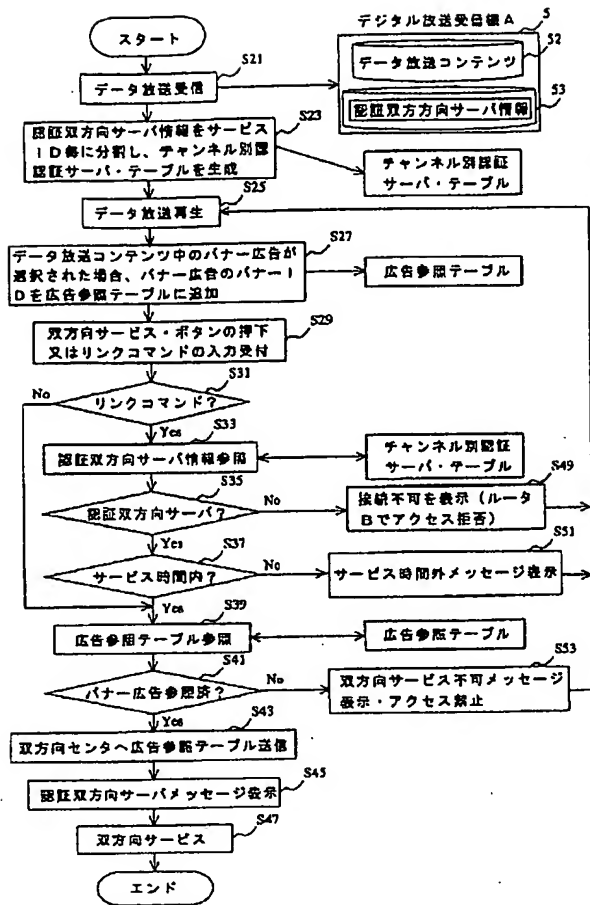 デジタル放送受信機A
5
スタート
52
データ放送コンテンツ
S21
データ放送受信
53
認証双方方向サーバ情報
S23
認証双方向サーバ情報をサービス
ID毎に分割し、チャンネル別認
認証サーバ・テーブルを生成
チャンネル別認証
サーバ・テーブル
S25
データ放送再生
S27
データ放送コンテンツ中のバナー広告が
選択された場合、バナー広告のバナーI
Dを広告参照テーブルに追加
広告参照テーブル
S29
双方向サービス・ボタンの押下
又はリンクコマンドの入力受付
S31
No
リンクコマンド？
Yes
S33
認証双方向サーバ情報参照
チャンネル別認証
サーバ・テーブル
S35
S49
認証双方向サーバ？
No
接続不可を表示（ルータ
Bでアクセス拒否）
Yes
S37
S51
サービス時間内？
No
サービス時間外メッセージ表示
Yes
S39
広告参照テーブル参照
広告参照テーブル
S41
S53
バナー広告参照済？
No
双方向サービス不可メッセージ
表示・アクセス禁止
Yes
S43
双方向センタへ広告参照テーブル送信
S45
認証双方向サーバメッセージ表示
S47
双方向サービス
エンド